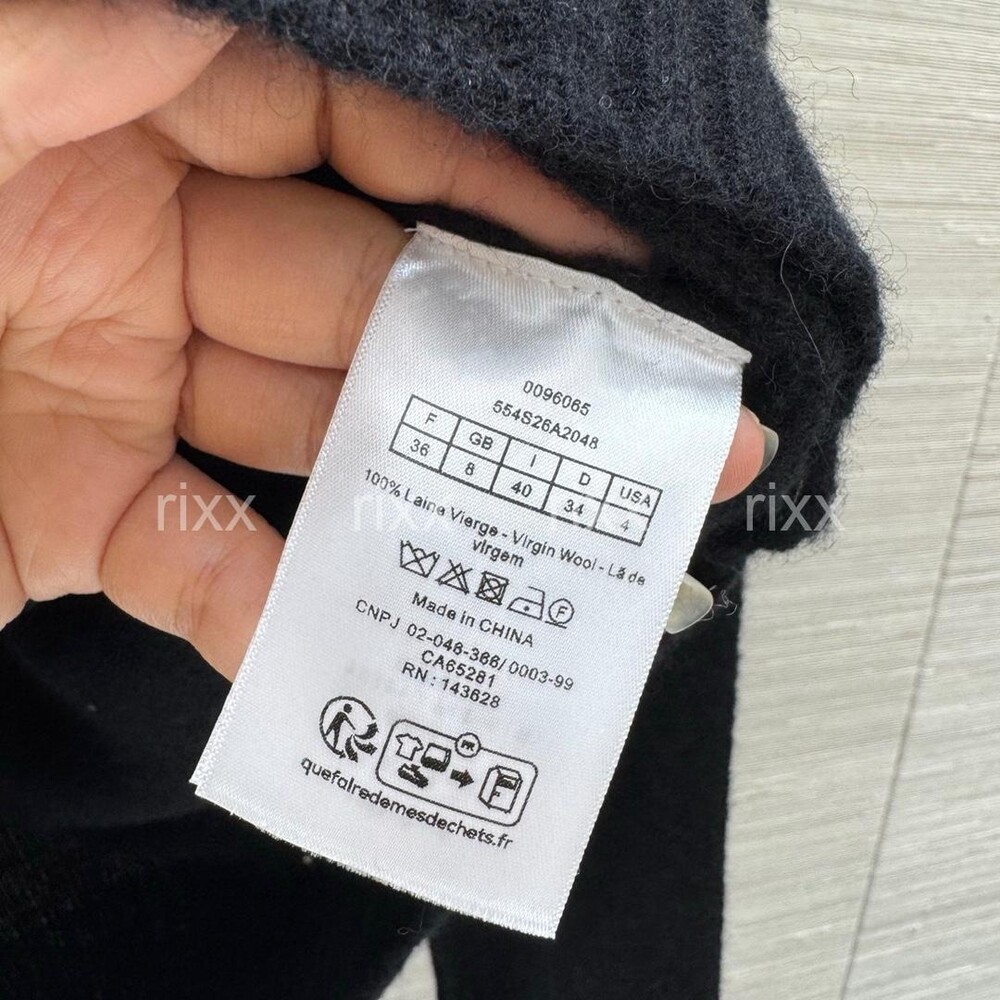 0096065
554S26A2048
F GB I D USA
36 8 40 34 4
100% Laine Vierge - Virgin Wool - Lã de
virgem
F
Made in CHINA
CNPJ 02-048-366/0003-99
CA65281
RN : 143628
FR
quefairedemesdechets.fr
rixx rixx rixx